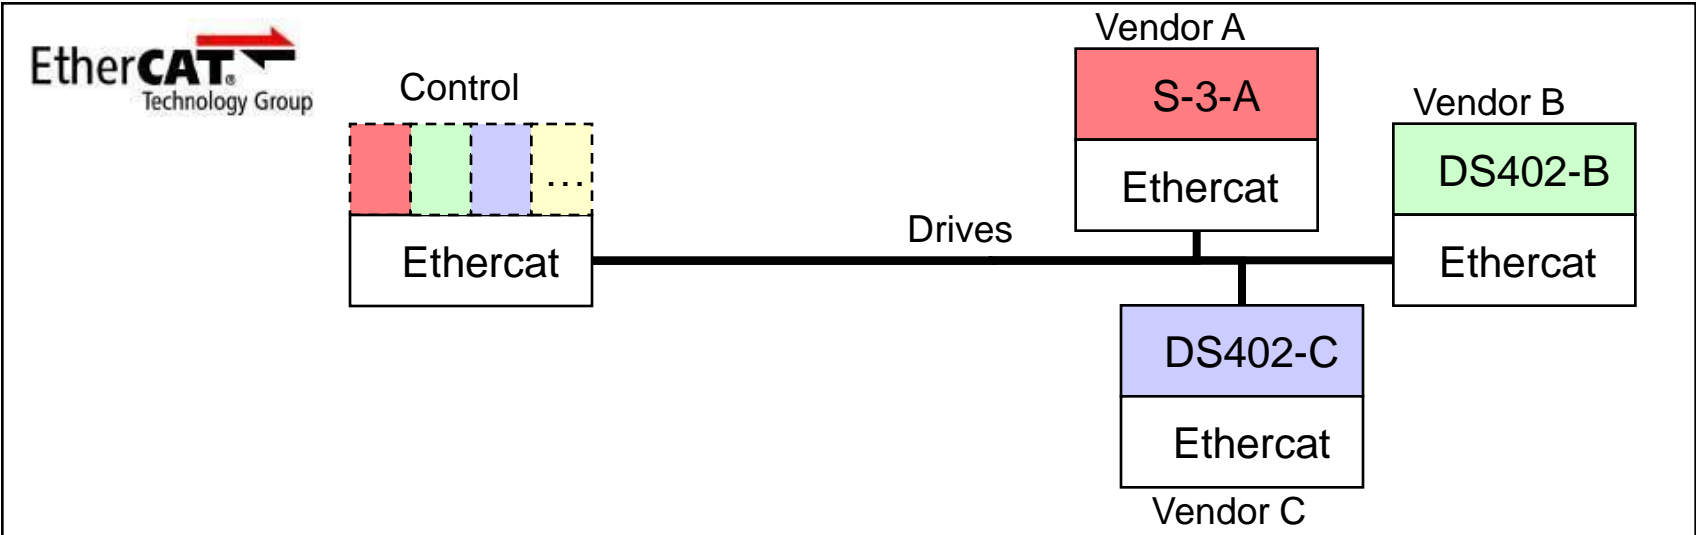 EtherCAT®
Technology Group
Control
...
Ethercat
Drives
Vendor A
S-3-A
Ethercat
Vendor B
DS402-B
Ethercat
DS402-C
Ethercat
Vendor C